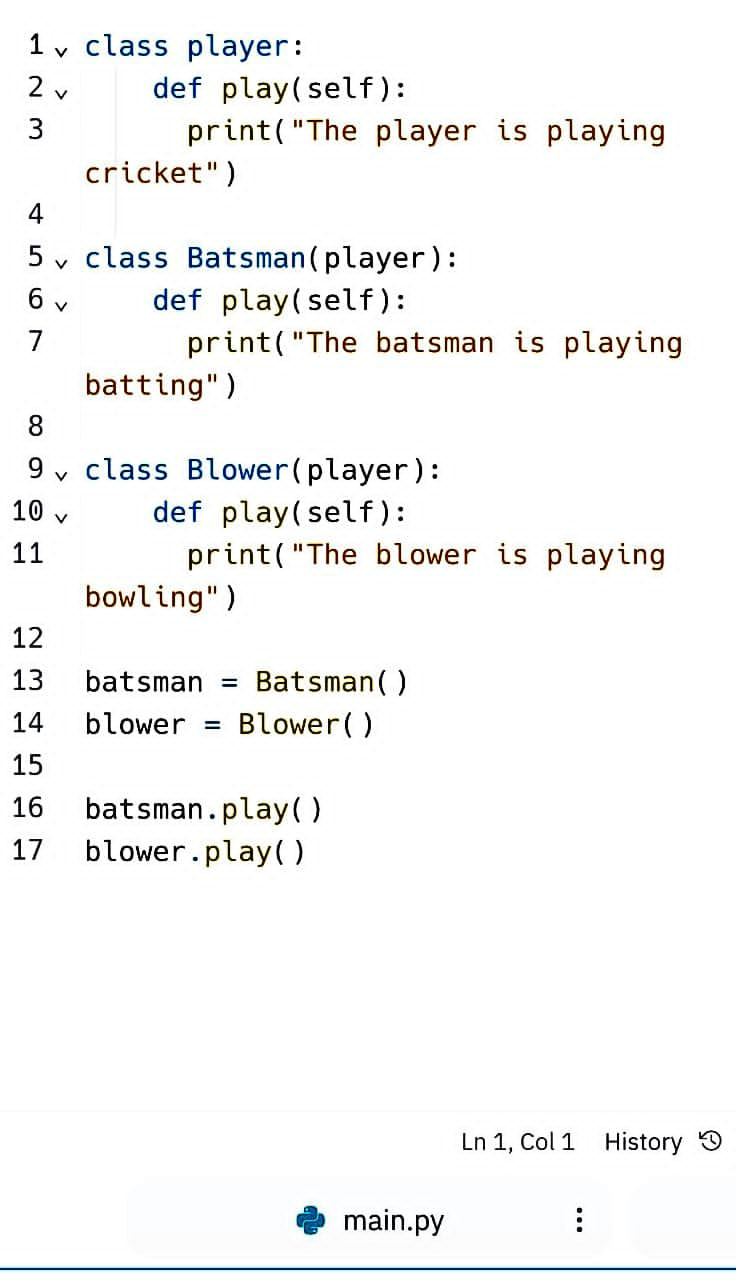 1 class player:
2     def play(self):
3       print("The player is playing
cricket")
4
5 class Batsman(player):
6     def play(self):
7       print("The batsman is playing
batting")
8
9 class Blower(player):
10     def play(self):
11       print("The blower is playing
bowling")
12
13 batsman = Batsman()
14 blower = Blower()
15
16 batsman.play()
17 blower.play()
Ln 1, Col 1 History
main.py